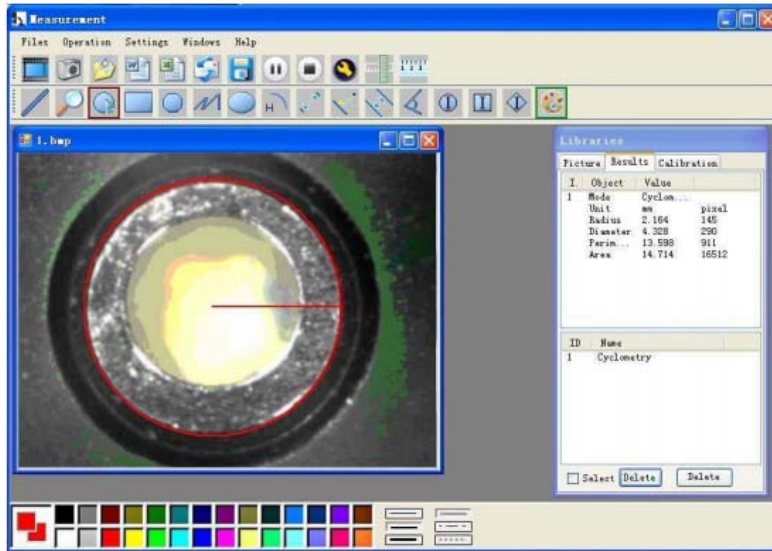 Measurement
Files Operation Settings Windows Help
1.bmp
Libraries
Picture Results Calibration
I. Object Value
1 Mode Cyclom...
Unit mm pixel
Radius 2.164 145
Diameter 4.328 290
Perim... 13.598 911
Area 14.714 16512
ID Name
1 Cyclometry
Select Delete Delete